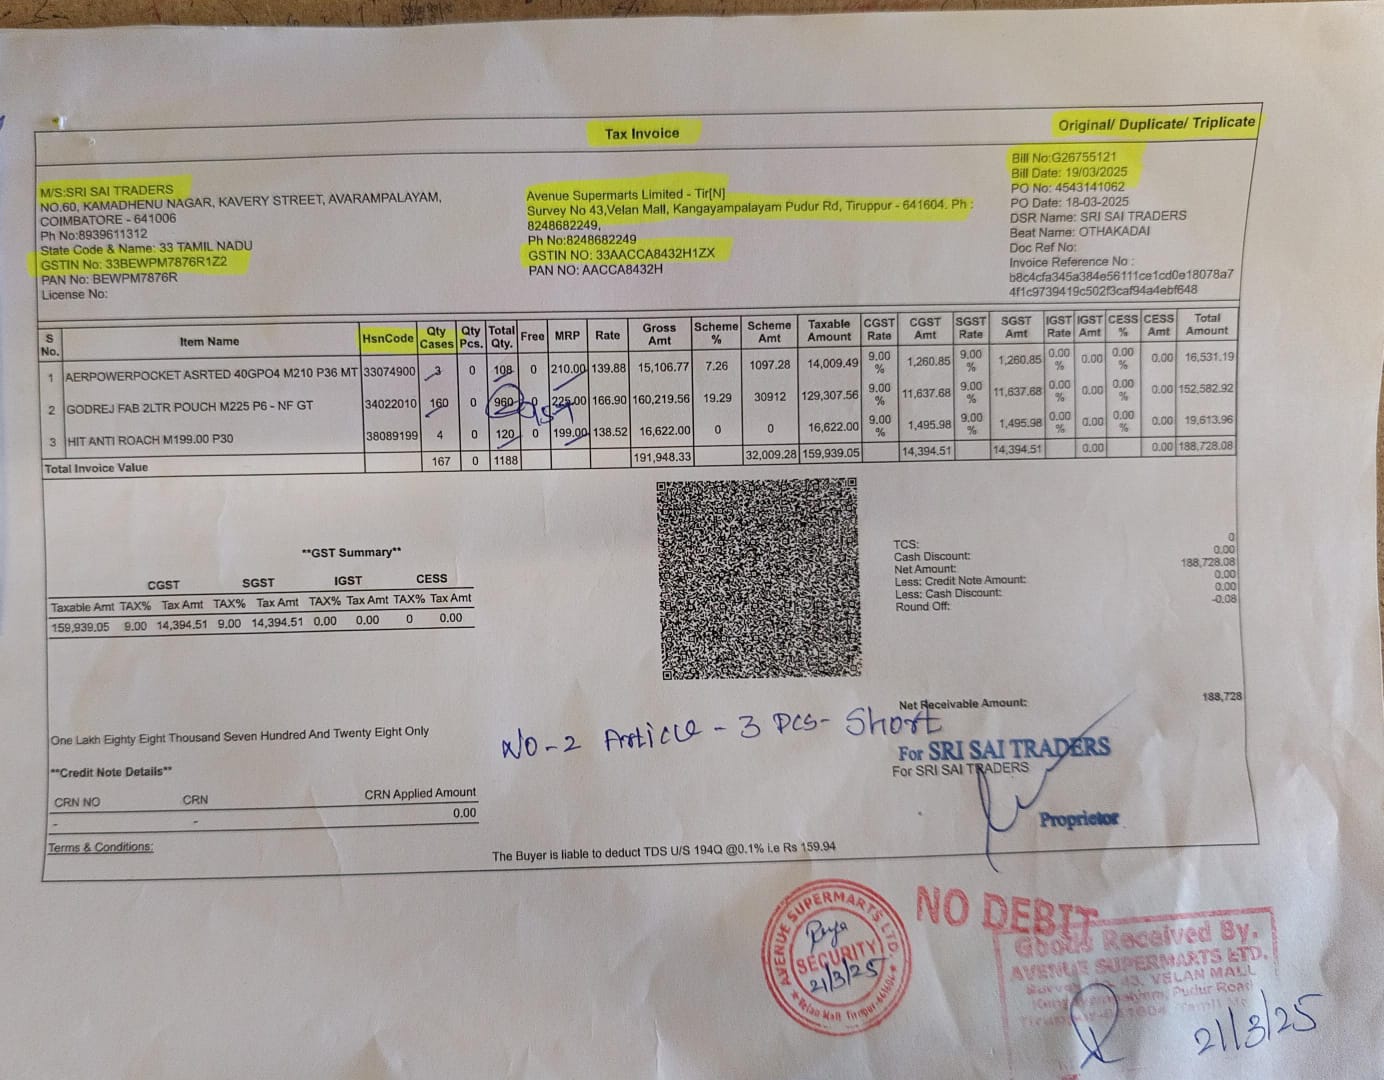 Tax Invoice
Original/ Duplicate/ Triplicate
M/S:SRI SAI TRADERS
NO,60, KAMADHENU NAGAR, KAVERY STREET, AVARAMPALAYAM,
COIMBATORE - 641006
Ph No:8939611312
State Code & Name: 33 TAMIL NADU
GSTIN No: 33BEWPM7876R1Z2
PAN No: BEWPM7876R
License No:
Avenue Supermarts Limited - Tir[N]
Survey No 43,Velan Mall, Kangayampalayam Pudur Rd, Tiruppur - 641604. Ph :
8248682249,
Ph No:8248682249
GSTIN NO: 33AACCA8432H1ZX
PAN NO: AACCA8432H
Bill No:G26755121
Bill Date: 19/03/2025
PO No: 4543141062
PO Date: 18-03-2025
DSR Name: SRI SAI TRADERS
Beat Name: OTHAKADAI
Doc Ref No:
Invoice Reference No :
b8c4cfa345a384e56111ce1cd0e18078a7
4f1c9739419c502f3caf94a4ebf648
S No. Item Name HsnCode Qty Cases Qty Pcs. Total Qty. Free MRP Rate Gross Amt Scheme % Scheme Amt Taxable Amount CGST Rate CGST Amt SGST Rate SGST Amt IGST Rate IGST Amt CESS % CESS Amt Total Amount
1 AERPOWERPOCKET ASRTED 40GPO4 M210 P36 MT 33074900 3 0 108 0 210.00 139.88 15,106.77 7.26 1097.28 14,009.49 9.00 % 1,260.85 9.00 % 1,260.85 0.00 % 0.00 0.00 % 0.00 16,531.19
2 GODREJ FAB 2LTR POUCH M225 P6 - NF GT 34022010 160 0 960 0 225.00 166.90 160,219.56 19.29 30912 129,307.56 9.00 % 11,637.68 9.00 % 11,637.68 0.00 % 0.00 0.00 % 0.00 152,582.92
957
3 HIT ANTI ROACH M199.00 P30 38089199 4 0 120 0 199.00 138.52 16,622.00 0 0 16,622.00 9.00 % 1,495.98 9.00 % 1,495.98 0.00 % 0.00 0.00 % 0.00 19,613.96
Total Invoice Value 167 0 1188 191,948.33 32,009.28 159,939.05 14,394.51 14,394.51 0.00 0.00 188,728.08
**GST Summary**
CGST SGST IGST CESS
Taxable Amt TAX% Tax Amt TAX% Tax Amt TAX% Tax Amt TAX% Tax Amt
159,939.05 9.00 14,394.51 9.00 14,394.51 0.00 0.00 0 0.00
TCS: 0
Cash Discount: 0.00
Net Amount: 188,728.08
Less: Credit Note Amount: 0.00
Less: Cash Discount: 0.00
Round Off: -0.08
Net Receivable Amount: 188,728
One Lakh Eighty Eight Thousand Seven Hundred And Twenty Eight Only
NO-2 Article - 3 Pcs- Short
For SRI SAI TRADERS
For SRI SAI TRADERS
Proprietor
**Credit Note Details**
CRN NO CRN CRN Applied Amount
- - 0.00
Terms & Conditions:
The Buyer is liable to deduct TDS U/S 194Q @0.1% i.e Rs 159.94
AVENUE SUPERMARTS LTD.
SECURITY
21/3/25
Velan Mall Tirupur-641604
NO DEBIT
Goods Received By.
AVENUE SUPERMARTS LTD.
43, VELAN MALL
Pudur Road
21/3/25